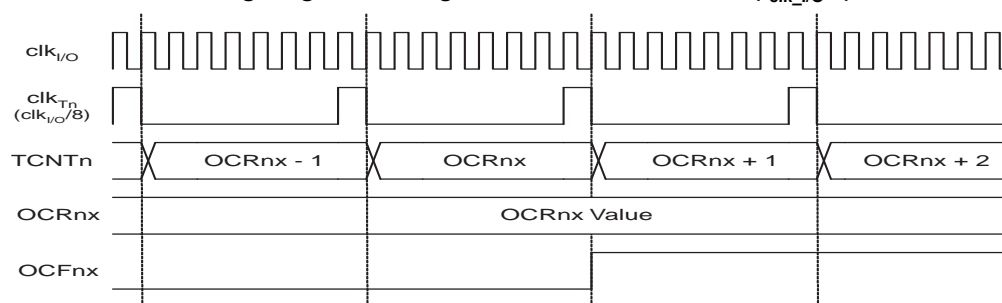 clkI/O
clkTn
(clkI/O/8)
TCNTn OCRnx - 1 OCRnx OCRnx + 1 OCRnx + 2
OCRnx OCRnx Value
OCFnx